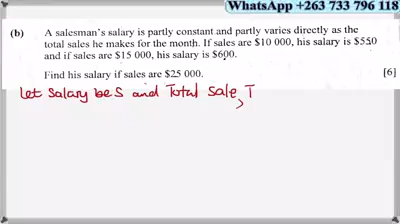 WhatsApp +263 733 796 118
(b) A salesman's salary is partly constant and partly varies directly as the
total sales he makes for the month. If sales are $10 000, his salary is $550
and if sales are $15 000, his salary is $600.
Find his salary if sales are $25 000.
[6]
Let Salary be S and Total Sale, T